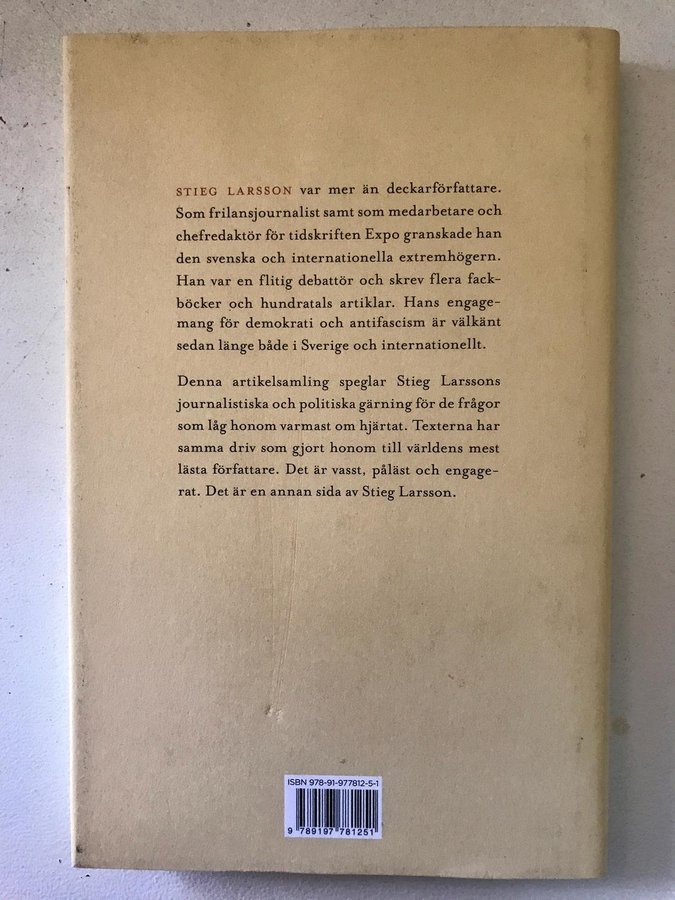 STIEG LARSSON var mer än deckarförfattare.
Som frilansjournalist samt som medarbetare och
chefredaktör för tidskriften Expo granskade han
den svenska och internationella extremhögern.
Han var en flitig debattör och skrev flera fack-
böcker och hundratals artiklar. Hans engage-
mang för demokrati och antifascism är välkänt
sedan länge både i Sverige och internationellt.
Denna artikelsamling speglar Stieg Larssons
journalistiska och politiska gärning för de frågor
som låg honom varmast om hjärtat. Texterna har
samma driv som gjort honom till världens mest
lästa författare. Det är vasst, påläst och engage-
rat. Det är en annan sida av Stieg Larsson.
ISBN 978-91-977812-5-1
9 789197 781251